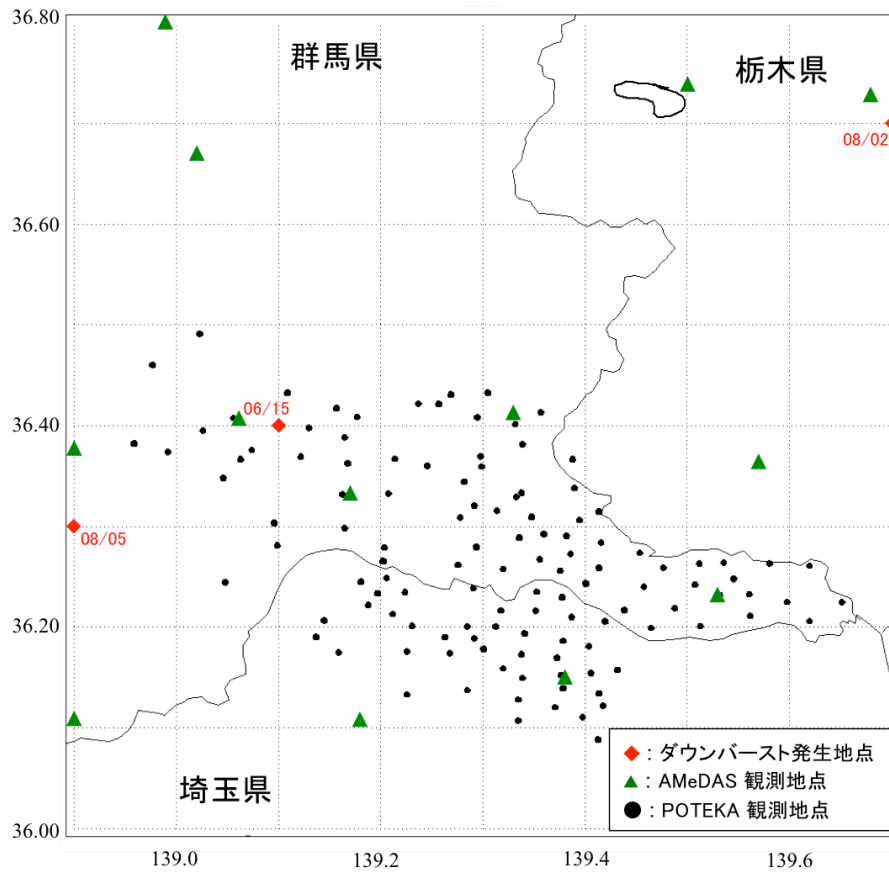 36.80
群馬県
栃木県
08/02
36.60
06/15
36.40
08/05
36.20
埼玉県
◆ : ダウンバースト発生地点
▲ : AMeDAS 観測地点
● : POTEKA 観測地点
36.00
139.0
139.2
139.4
139.6